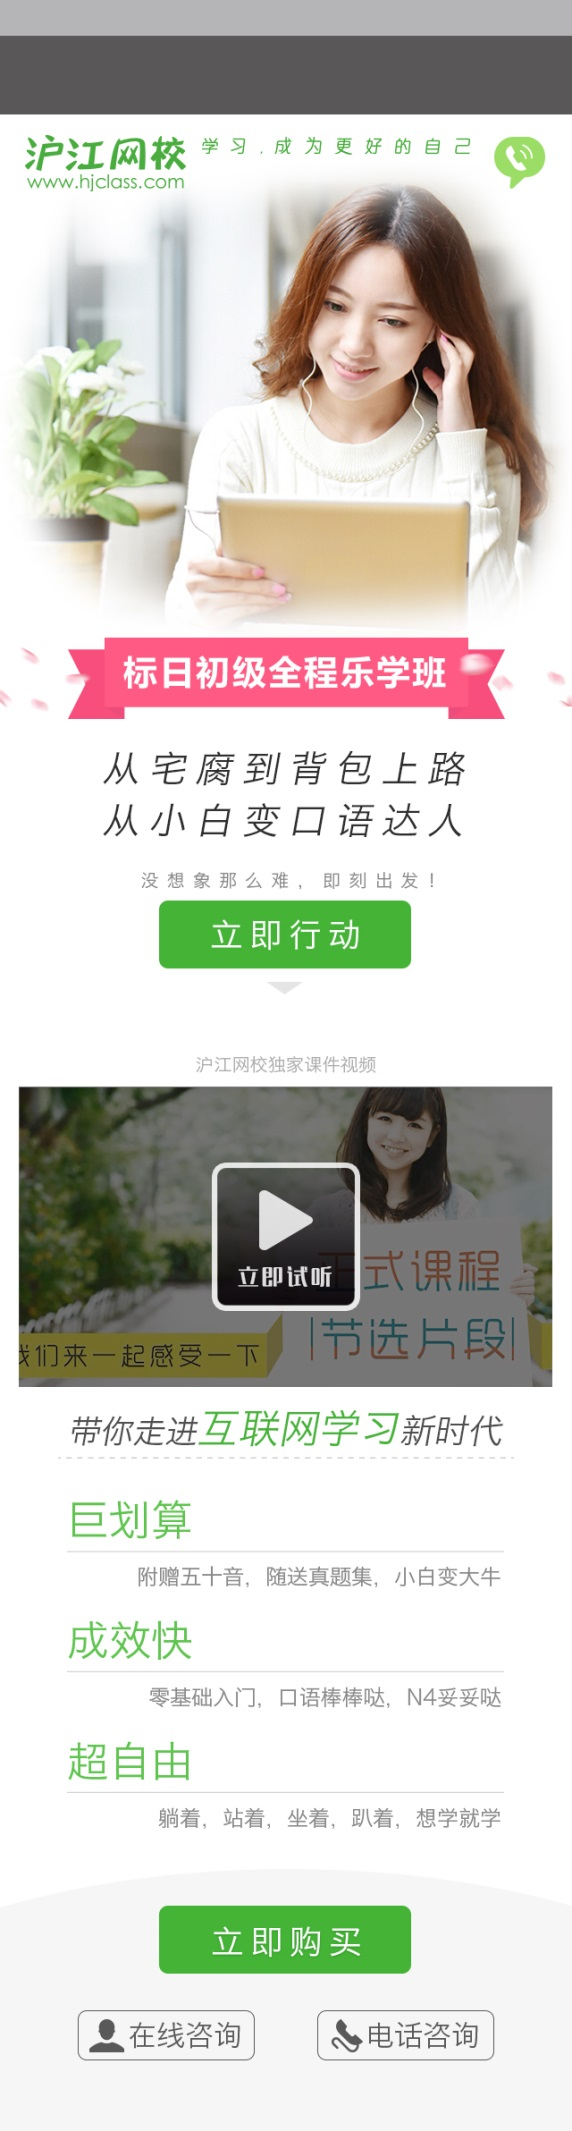 沪江网校
学习.成为更好的自己
www.hjclass.com
标日初级全程乐学班
从宅腐到背包上路
从小白变口语达人
没想象那么难，即刻出发！
立即行动
沪江网校独家课件视频
立即试听
正式课程
节选片段
我们来一起感受一下
带你走进互联网学习新时代
巨划算
附赠五十音，随送真题集，小白变大牛
成效快
零基础入门，口语棒棒哒，N4妥妥哒
超自由
躺着，站着，坐着，趴着，想学就学
立即购买
在线咨询
电话咨询